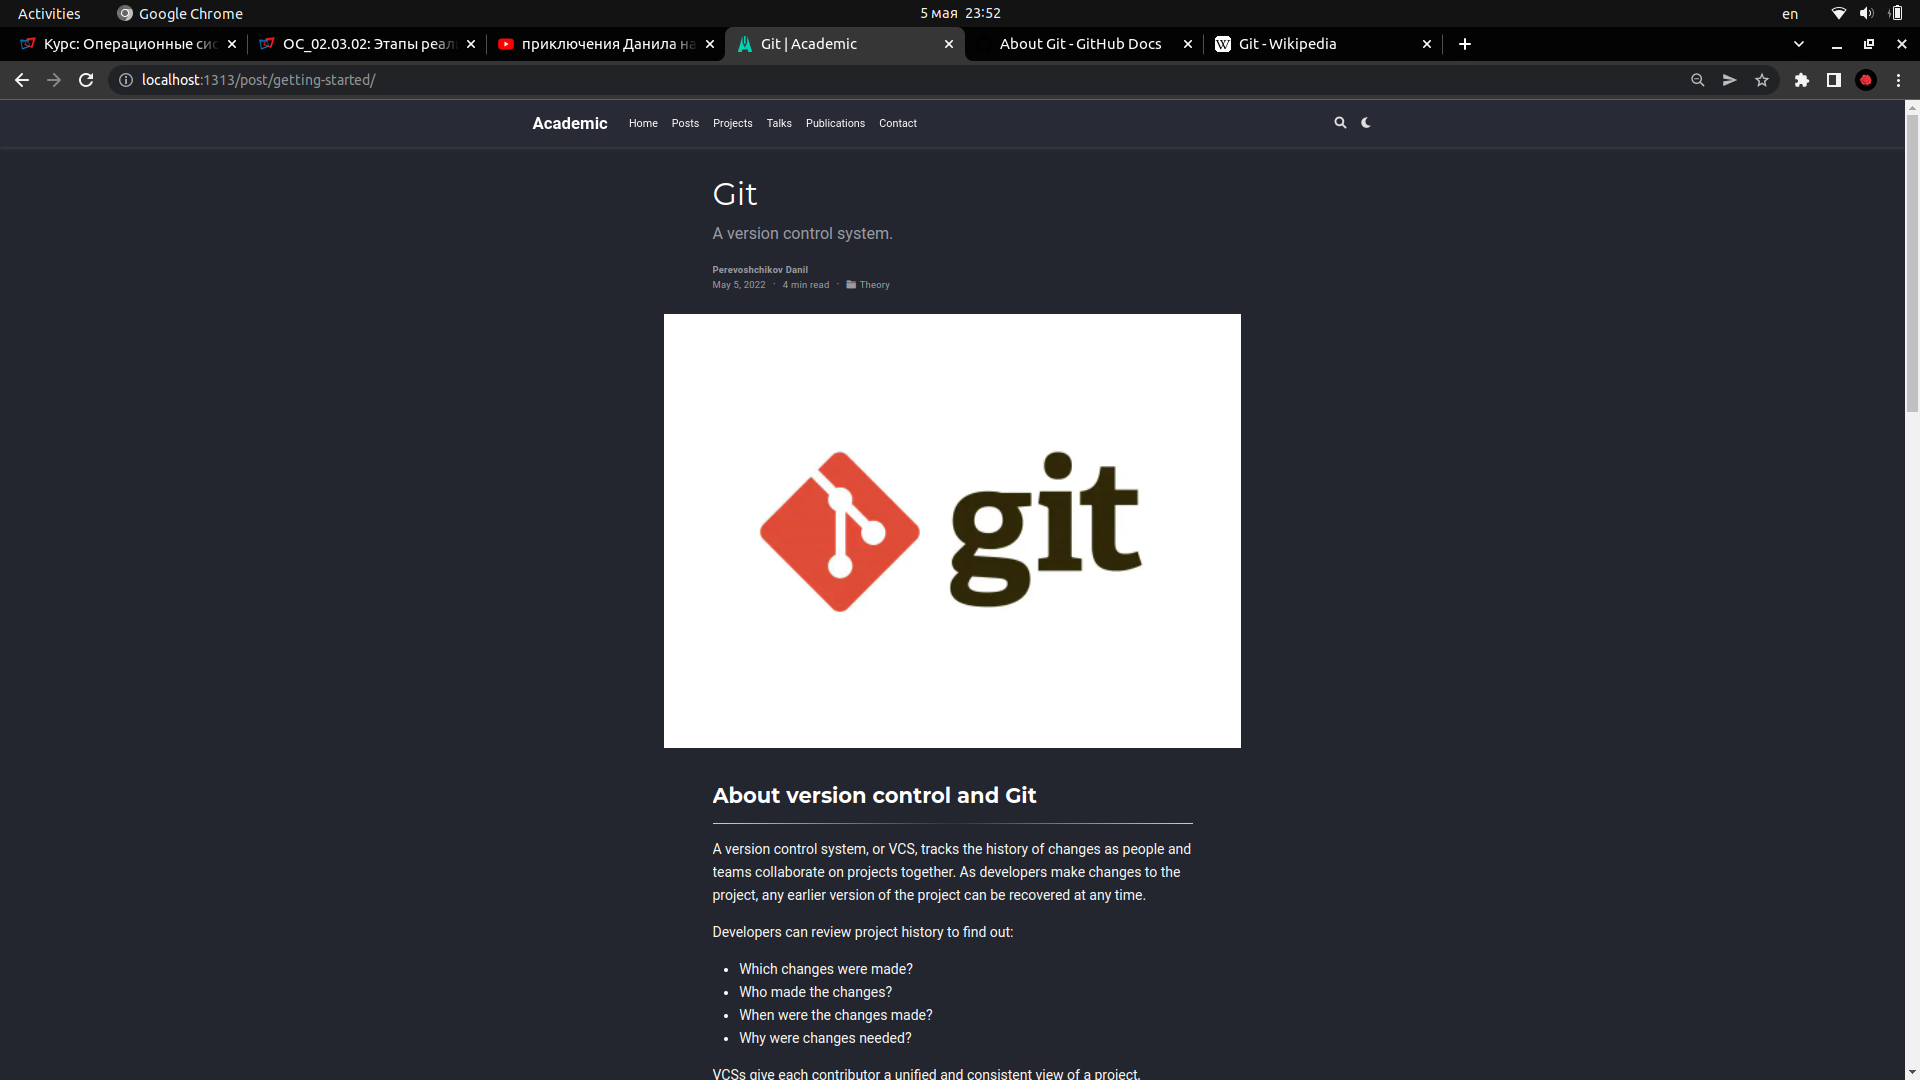 Activities
Google Chrome
5 мая 23:52
en
Курс: Операционные сис
ОС_02.03.02: Этапы реал
приключения Данила на
Git | Academic
About Git - GitHub Docs
Git - Wikipedia
localhost:1313/post/getting-started/
Academic
Home
Posts
Projects
Talks
Publications
Contact
Git
A version control system.
Perevoshchikov Danil
May 5, 2022 · 4 min read · Theory
git
About version control and Git
A version control system, or VCS, tracks the history of changes as people and
teams collaborate on projects together. As developers make changes to the
project, any earlier version of the project can be recovered at any time.
Developers can review project history to find out:
• Which changes were made?
• Who made the changes?
• When were the changes made?
• Why were changes needed?
VCSs give each contributor a unified and consistent view of a project,